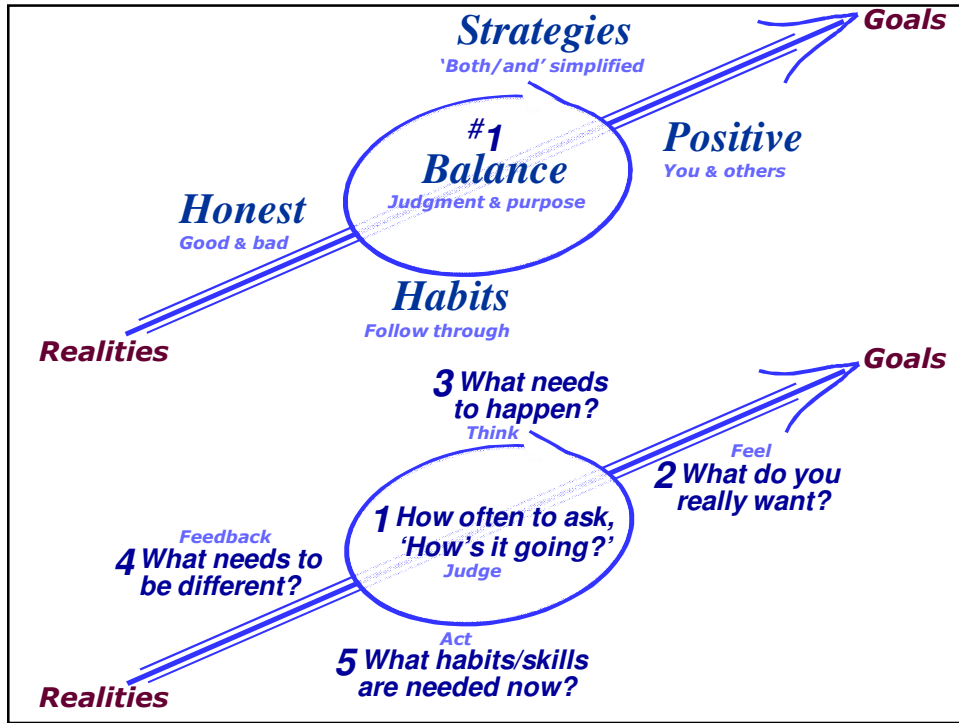 Goals
Strategies
‘Both/and’ simplified
#1
Balance
Judgment & purpose
Positive
You & others
Honest
Good & bad
Habits
Follow through
Realities
Goals
3 What needs
to happen?
Think
Feel
2 What do you
really want?
1 How often to ask,
‘How’s it going?’
Judge
Feedback
4 What needs to
be different?
Act
5 What habits/skills
are needed now?
Realities